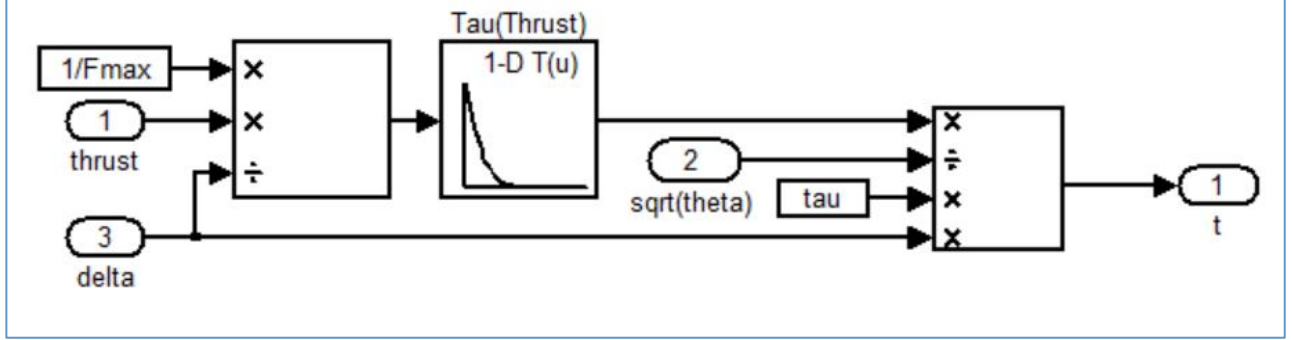 Tau(Thrust)
1-D T(u)
1/Fmax
×
1
×
thrust
÷
3
delta
×
2
÷
sqrt(theta)
tau
×
×
1
t